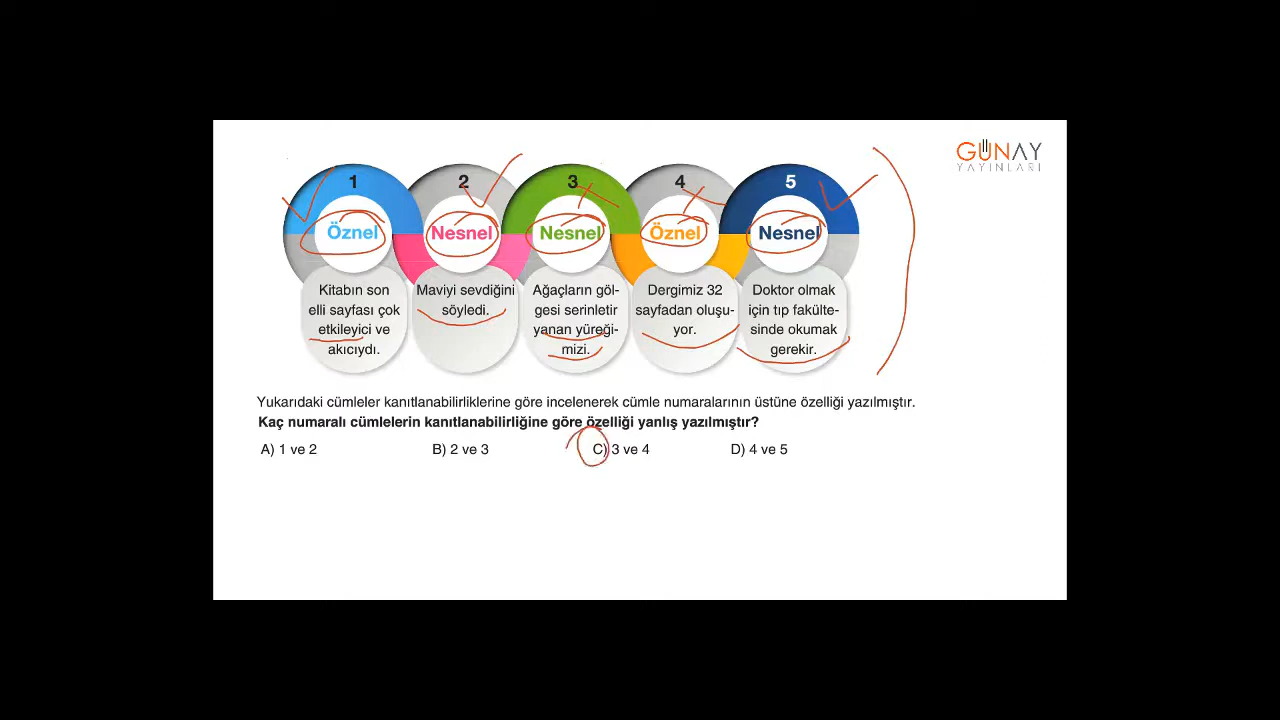 GÜNAY
YAYINLARI
1
2
3
4
5
Öznel
Nesnel
Nesnel
Öznel
Nesnel
Kitabın son
elli sayfası çok
etkileyici ve
akıcıydı.
Maviyi sevdiğini
söyledi.
Ağaçların göl-
gesi serinletir
yanan yüreği-
mizi.
Dergimiz 32
sayfadan oluşu-
yor.
Doktor olmak
için tıp fakülte-
sinde okumak
gerekir.
Yukarıdaki cümleler kanıtlanabilirliklerine göre incelenerek cümle numaralarının üstüne özelliği yazılmıştır.
Kaç numaralı cümlelerin kanıtlanabilirliğine göre özelliği yanlış yazılmıştır?
A) 1 ve 2 B) 2 ve 3 C) 3 ve 4 D) 4 ve 5